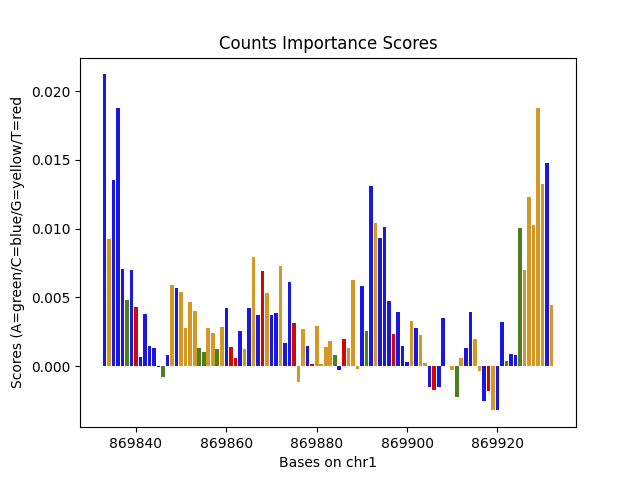 Counts Importance Scores
Scores (A=green/C=blue/G=yellow/T=red
0.020
0.015
0.010
0.005
0.000
869840 869860 869880 869900 869920
Bases on chr1